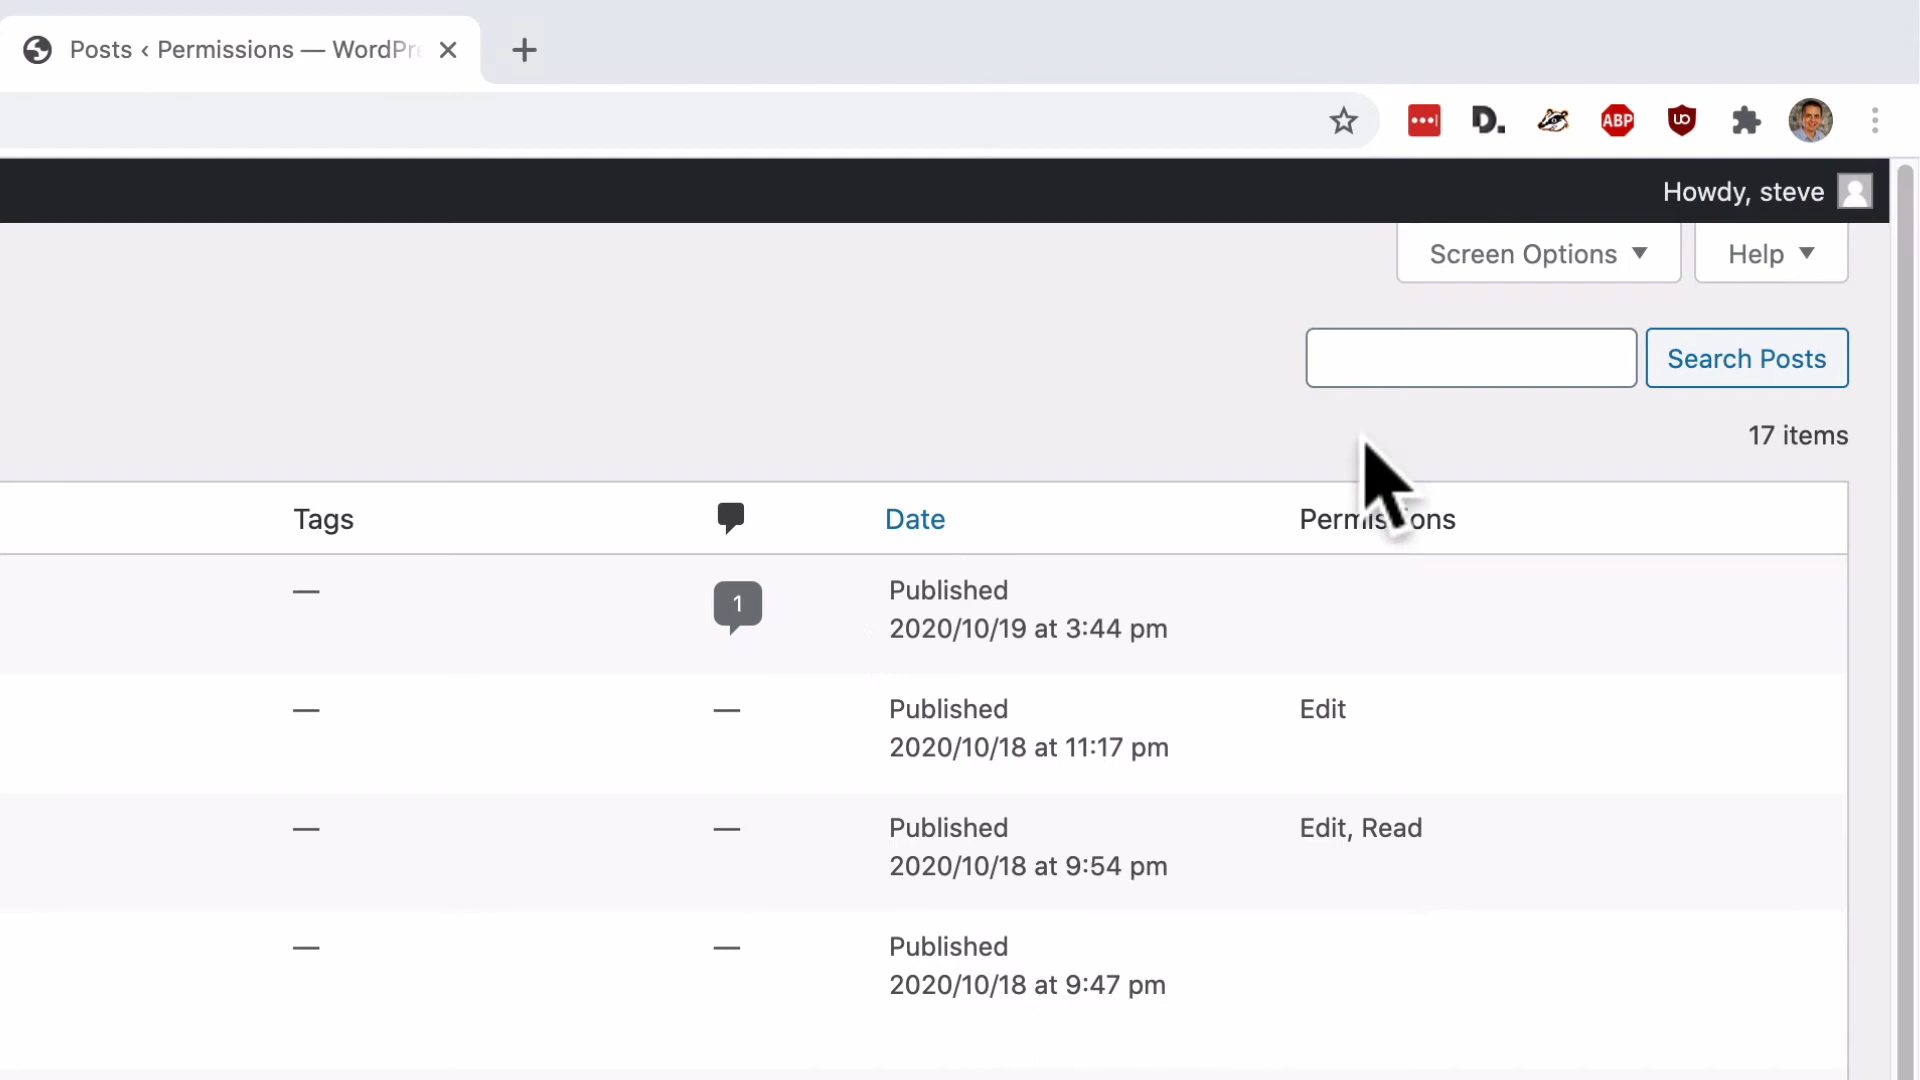 Posts ‹ Permissions — WordPre
D.
ABP
UO
Howdy, steve
Screen Options ▼
Help ▼
Search Posts
17 items
Tags
Date
Permissions
—
1
Published
2020/10/19 at 3:44 pm
—
—
Published
2020/10/18 at 11:17 pm
Edit
—
—
Published
2020/10/18 at 9:54 pm
Edit, Read
—
—
Published
2020/10/18 at 9:47 pm